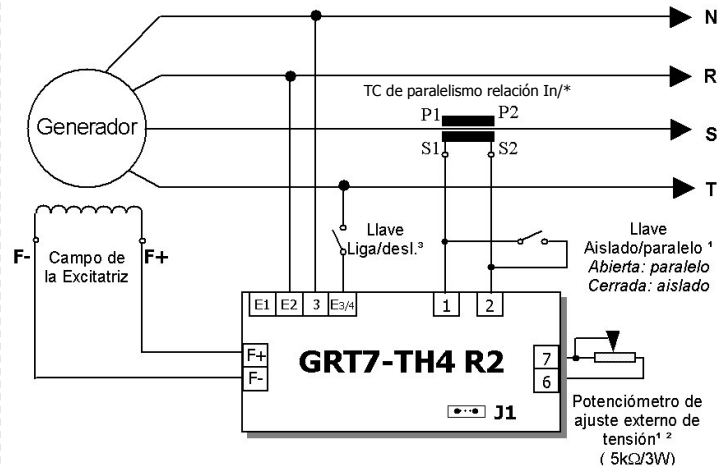 N
R
TC de paralelismo relación In/*
P1 P2
Generador
S
S1 S2
T
Llave
Liga/desl.³
Llave
Aislado/paralelo ¹
Abierta: paralelo
Cerrada: aislado
F- Campo de F+
la Excitatriz
E1 E2 3 E3/4 1 2
F+
F-
GRT7-TH4 R2
7
6
J1
Potenciómetro de
ajuste externo de
tensión¹ ²
( 5kΩ/3W)